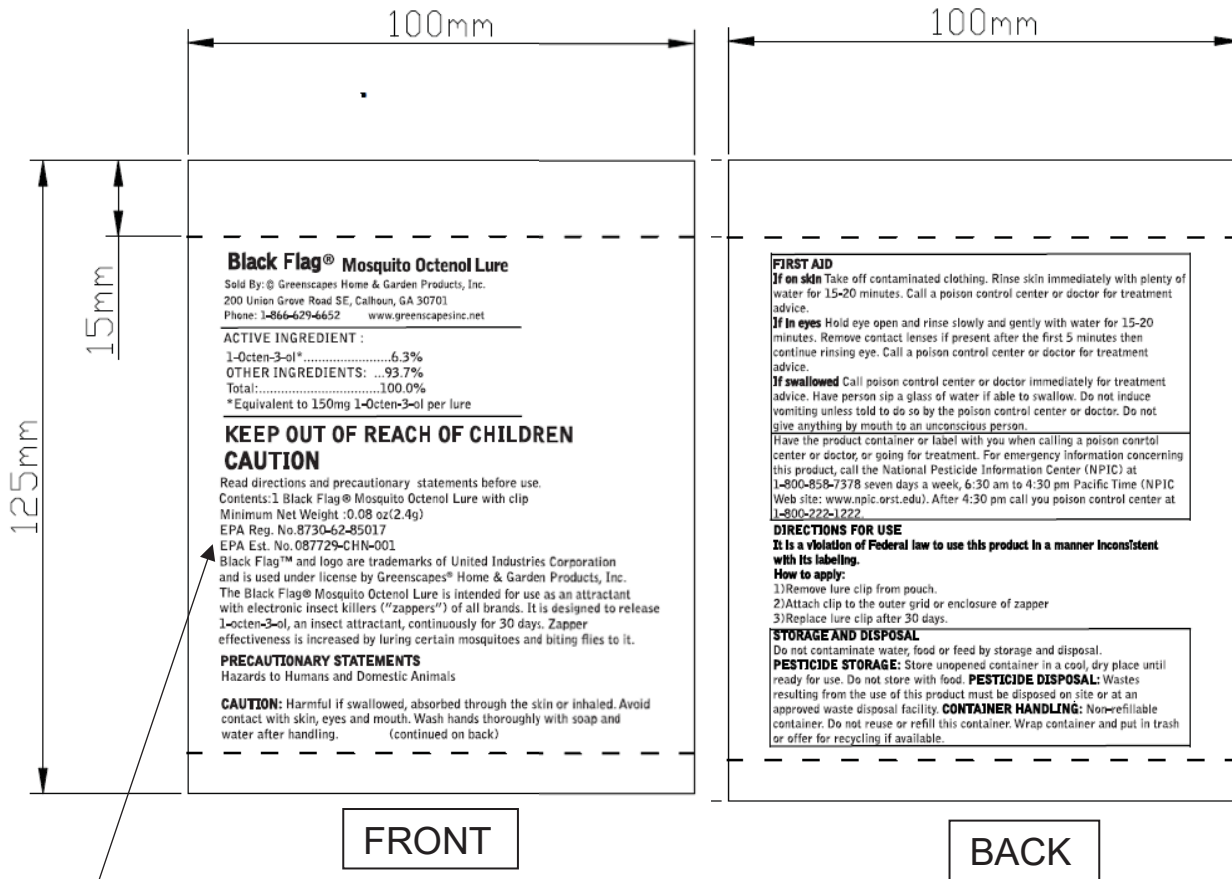 100mm
100mm
15mm
125mm
Black Flag® Mosquito Octenol Lure
Sold By: © Greenscapes Home & Garden Products, Inc.
200 Union Grove Road SE, Calhoun, GA 30701
Phone: 1-866-629-6652 www.greenscapesinc.net
ACTIVE INGREDIENT :
1-Octen-3-ol*........................6.3%
OTHER INGREDIENTS: ...93.7%
Total:.................................100.0%
*Equivalent to 150mg 1-Octen-3-ol per lure
KEEP OUT OF REACH OF CHILDREN
CAUTION
Read directions and precautionary statements before use.
Contents:1 Black Flag® Mosquito Octenol Lure with clip
Minimum Net Weight :0.08 oz(2.4g)
EPA Reg. No.8730-62-85017
EPA Est. No.087729-CHN-001
Black Flag™ and logo are trademarks of United Industries Corporation
and is used under license by Greenscapes® Home & Garden Products, Inc.
The Black Flag® Mosquito Octenol Lure is intended for use as an attractant
with electronic insect killers ("zappers") of all brands. It is designed to release
1-octen-3-ol, an insect attractant, continuously for 30 days. Zapper
effectiveness is increased by luring certain mosquitoes and biting flies to it.
PRECAUTIONARY STATEMENTS
Hazards to Humans and Domestic Animals
CAUTION: Harmful if swallowed, absorbed through the skin or inhaled. Avoid
contact with skin, eyes and mouth. Wash hands thoroughly with soap and
water after handling. (continued on back)
FRONT
FIRST AID
If on skin Take off contaminated clothing. Rinse skin immediately with plenty of
water for 15-20 minutes. Call a poison control center or doctor for treatment
advice.
If in eyes Hold eye open and rinse slowly and gently with water for 15-20
minutes. Remove contact lenses if present after the first 5 minutes then
continue rinsing eye. Call a poison control center or doctor for treatment
advice.
If swallowed Call poison control center or doctor immediately for treatment
advice. Have person sip a glass of water if able to swallow. Do not induce
vomiting unless told to do so by the poison control center or doctor. Do not
give anything by mouth to an unconscious person.
Have the product container or label with you when calling a poison conrtol
center or doctor, or going for treatment. For emergency information concerning
this product, call the National Pesticide Information Center (NPIC) at
1-800-858-7378 seven days a week, 6:30 am to 4:30 pm Pacific Time (NPIC
Web site: www.npic.orst.edu). After 4:30 pm call you poison control center at
1-800-222-1222.
DIRECTIONS FOR USE
It is a violation of Federal law to use this product in a manner inconsistent
with its labeling.
How to apply:
1)Remove lure clip from pouch.
2)Attach clip to the outer grid or enclosure of zapper
3)Replace lure clip after 30 days.
STORAGE AND DISPOSAL
Do not contaminate water, food or feed by storage and disposal.
PESTICIDE STORAGE: Store unopened container in a cool, dry place until
ready for use. Do not store with food. PESTICIDE DISPOSAL: Wastes
resulting from the use of this product must be disposed on site or at an
approved waste disposal facility. CONTAINER HANDLING: Non-refillable
container. Do not reuse or refill this container. Wrap container and put in trash
or offer for recycling if available.
BACK